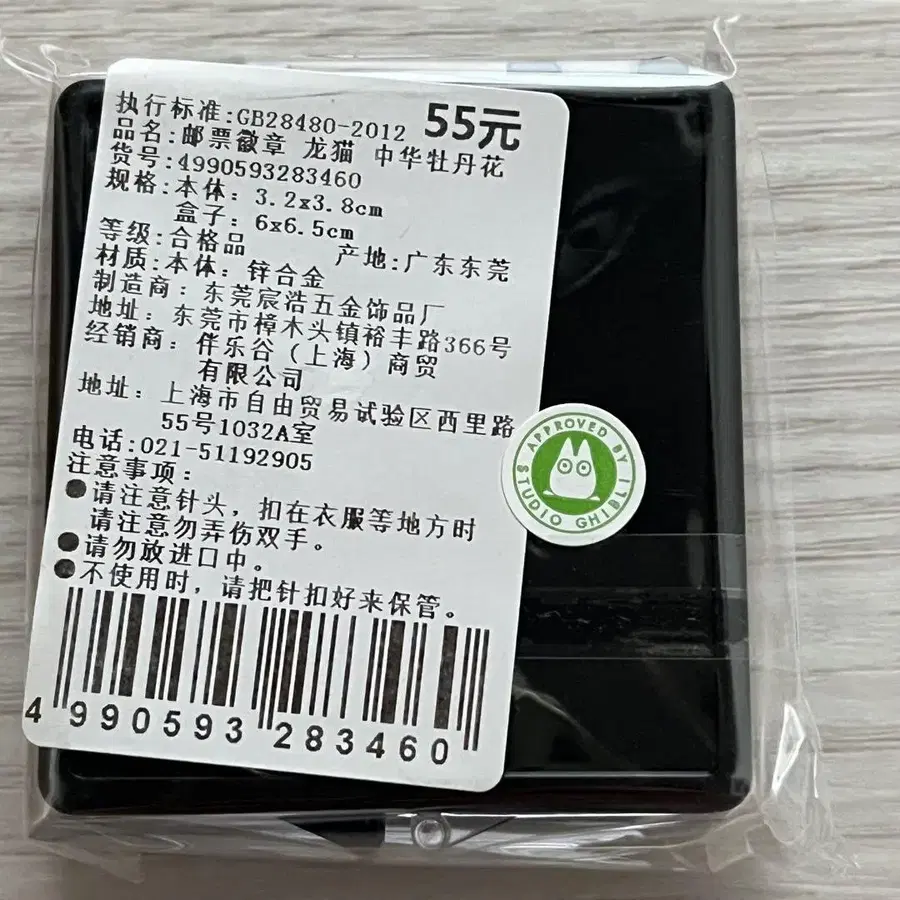 执行标准:GB28480-2012 55元
品名:邮票徽章 龙猫 中华牡丹花
货号:4990593283460
规格:本体: 3.2x3.8cm
盒子: 6x6.5cm
等级:合格品 产地:广东东莞
材质:本体: 锌合金
制造商: 东莞宸浩五金饰品厂
地址: 东莞市樟木头镇裕丰路366号
经销商: 伴乐谷（上海）商贸
有限公司
地址: 上海市自由贸易试验区西里路
55号1032A室
电话:021-51192905
注意事项:
●请注意针头, 扣在衣服等地方时
请注意勿弄伤双手。
●请勿放进口中。
●不使用时, 请把针扣好来保管。
4 990593 283460
APPROVED BY
STUDIO GHIBLI